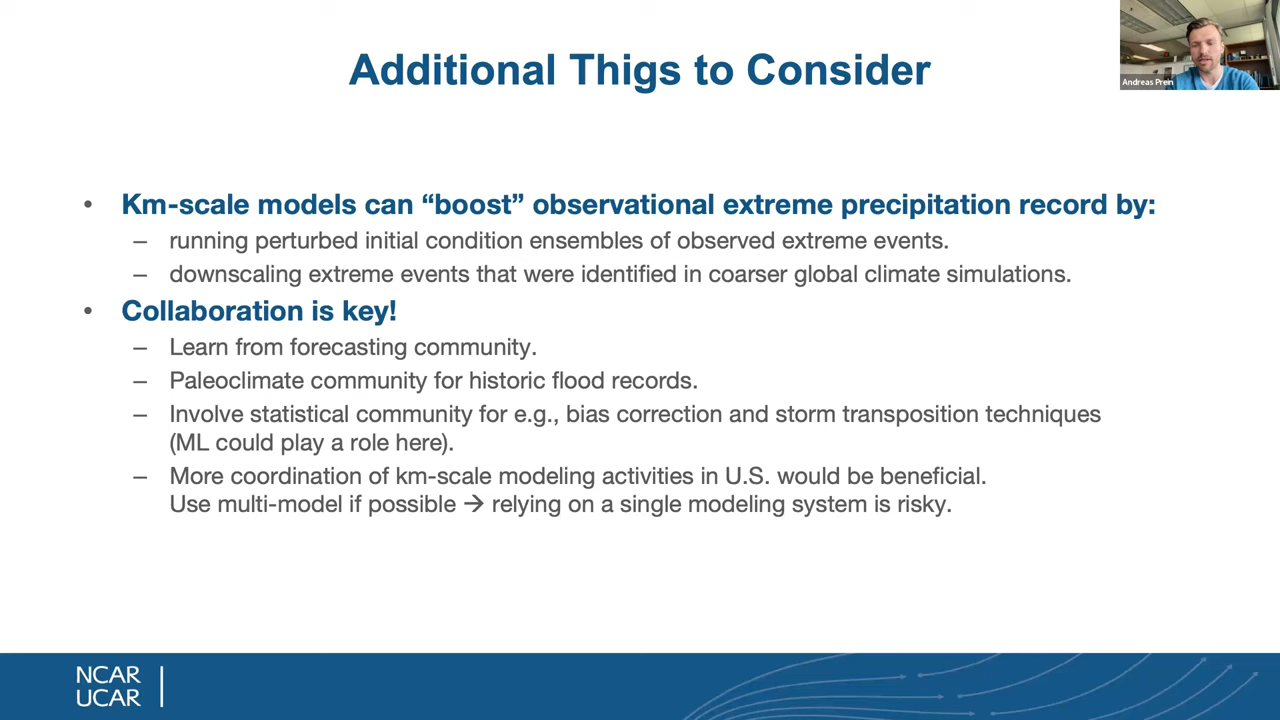 Additional Thigs to Consider
Andreas Prein
• Km-scale models can “boost” observational extreme precipitation record by:
– running perturbed initial condition ensembles of observed extreme events.
– downscaling extreme events that were identified in coarser global climate simulations.
• Collaboration is key!
– Learn from forecasting community.
– Paleoclimate community for historic flood records.
– Involve statistical community for e.g., bias correction and storm transposition techniques
(ML could play a role here).
– More coordination of km-scale modeling activities in U.S. would be beneficial.
Use multi-model if possible → relying on a single modeling system is risky.
NCAR
UCAR